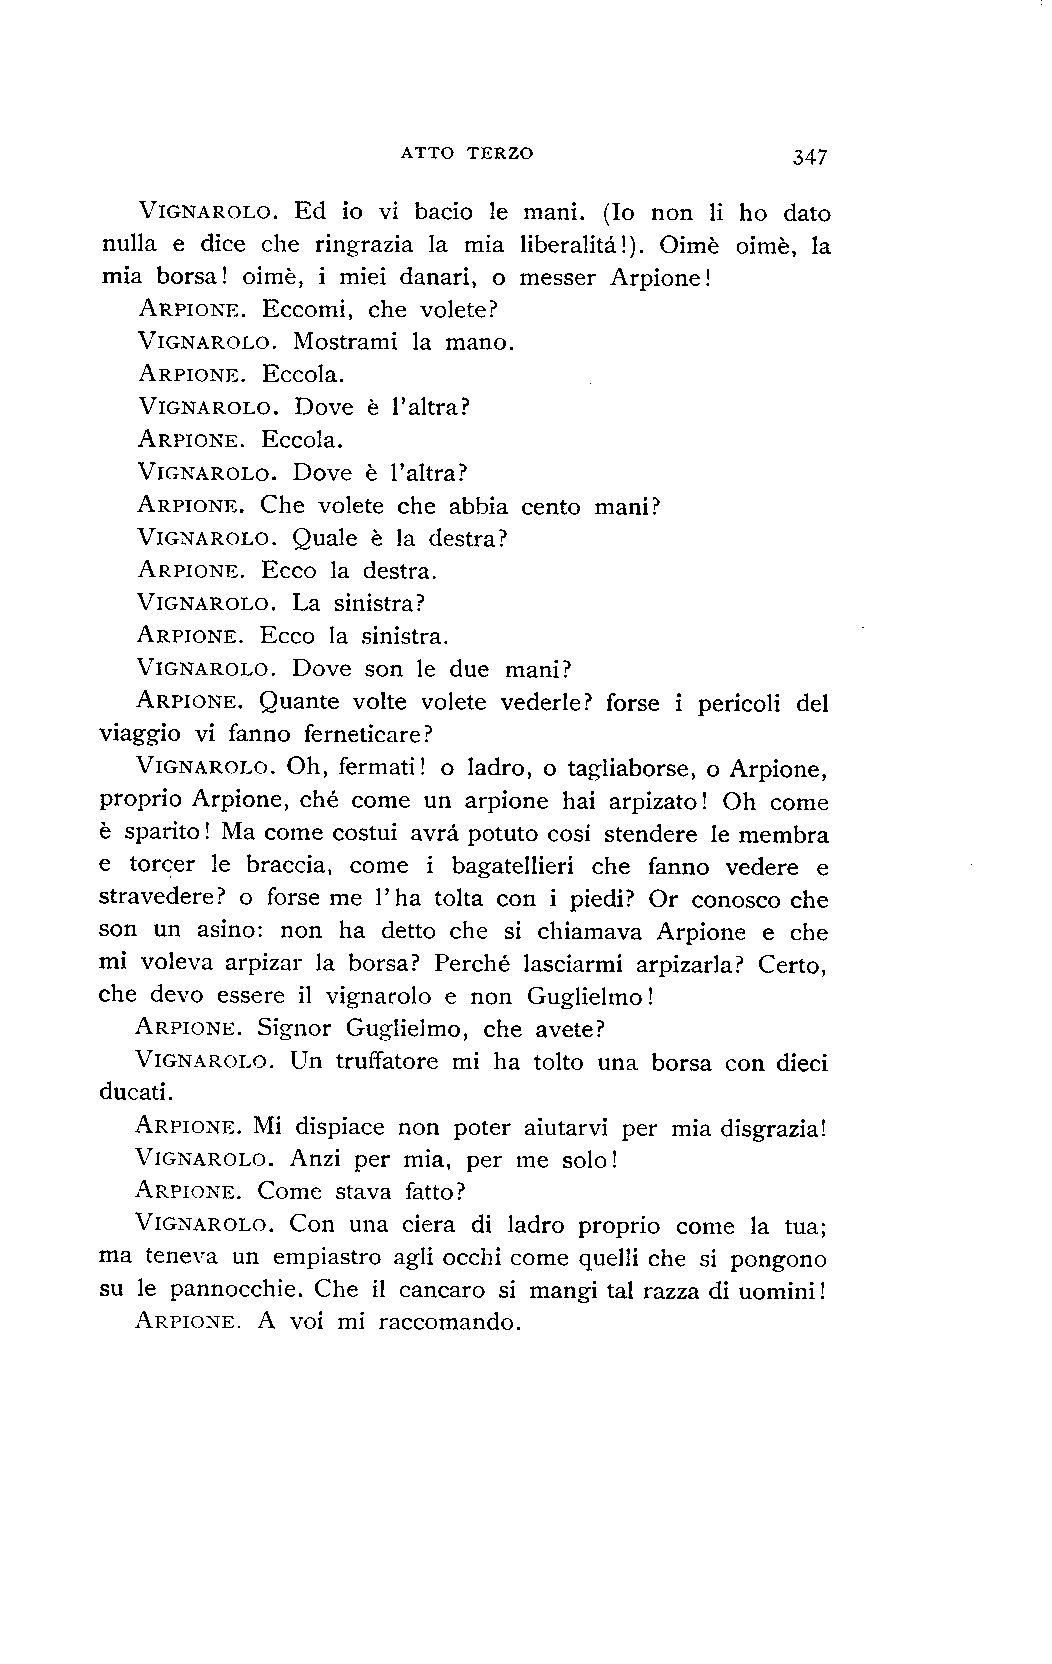 ATTO TERZO 347
VIGNAROLO. Ed io vi bacio le mani. (Io non li ho dato
nulla e dice che ringrazia la mia liberalitá!). Oimè oimè, la
mia borsa! oimè, i miei danari, o messer Arpione!
ARPIONE. Eccomi, che volete?
VIGNAROLO. Mostrami la mano.
ARPIONE. Eccola.
VIGNAROLO. Dove è l'altra?
ARPIONE. Eccola.
VIGNAROLO. Dove è l'altra?
ARPIONE. Che volete che abbia cento mani?
VIGNAROLO. Quale è la destra?
ARPIONE. Ecco la destra.
VIGNAROLO. La sinistra?
ARPIONE. Ecco la sinistra.
VIGNAROLO. Dove son le due mani?
ARPIONE. Quante volte volete vederle? forse i pericoli del
viaggio vi fanno ferneticare?
VIGNAROLO. Oh, fermati! o ladro, o tagliaborse, o Arpione,
proprio Arpione, ché come un arpione hai arpizato! Oh come
è sparito! Ma come costui avrá potuto cosí stendere le membra
e torcer le braccia, come i bagatellieri che fanno vedere e
stravedere? o forse me l'ha tolta con i piedi? Or conosco che
son un asino: non ha detto che si chiamava Arpione e che
mi voleva arpizar la borsa? Perché lasciarmi arpizarla? Certo,
che devo essere il vignarolo e non Guglielmo!
ARPIONE. Signor Guglielmo, che avete?
VIGNAROLO. Un truffatore mi ha tolto una borsa con dieci
ducati.
ARPIONE. Mi dispiace non poter aiutarvi per mia disgrazia!
VIGNAROLO. Anzi per mia, per me solo!
ARPIONE. Come stava fatto?
VIGNAROLO. Con una ciera di ladro proprio come la tua;
ma teneva un empiastro agli occhi come quelli che si pongono
su le pannocchie. Che il cancaro si mangi tal razza di uomini!
ARPIONE. A voi mi raccomando.